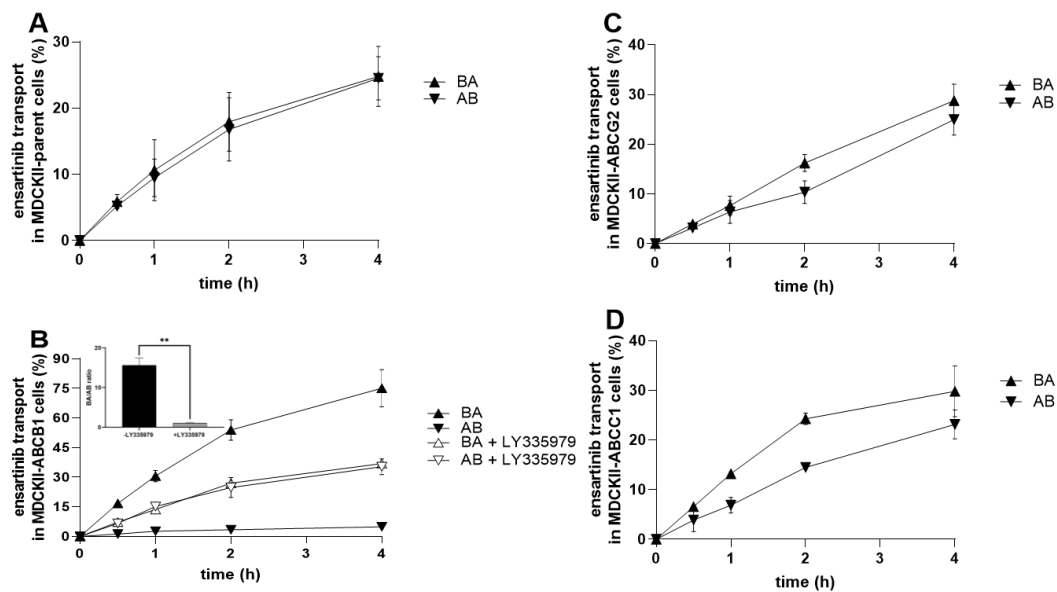 A
ensartinib transport
in MDCKII-parent cells (%)
30
20
10
0
0
1
2
3
4
time (h)
BA
AB
C
ensartinib transport
in MDCKII-ABCG2 cells (%)
40
30
20
10
0
0
1
2
3
4
time (h)
BA
AB
B
ensartinib transport
in MDCKII-ABCB1 cells (%)
90
75
60
45
30
15
0
0
1
2
3
4
time (h)
BA/AB ratio
20
10
0
**
-LY335979
+LY335979
BA
AB
BA + LY335979
AB + LY335979
D
ensartinib transport
in MDCKII-ABCC1 cells (%)
40
30
20
10
0
0
1
2
3
4
time (h)
BA
AB